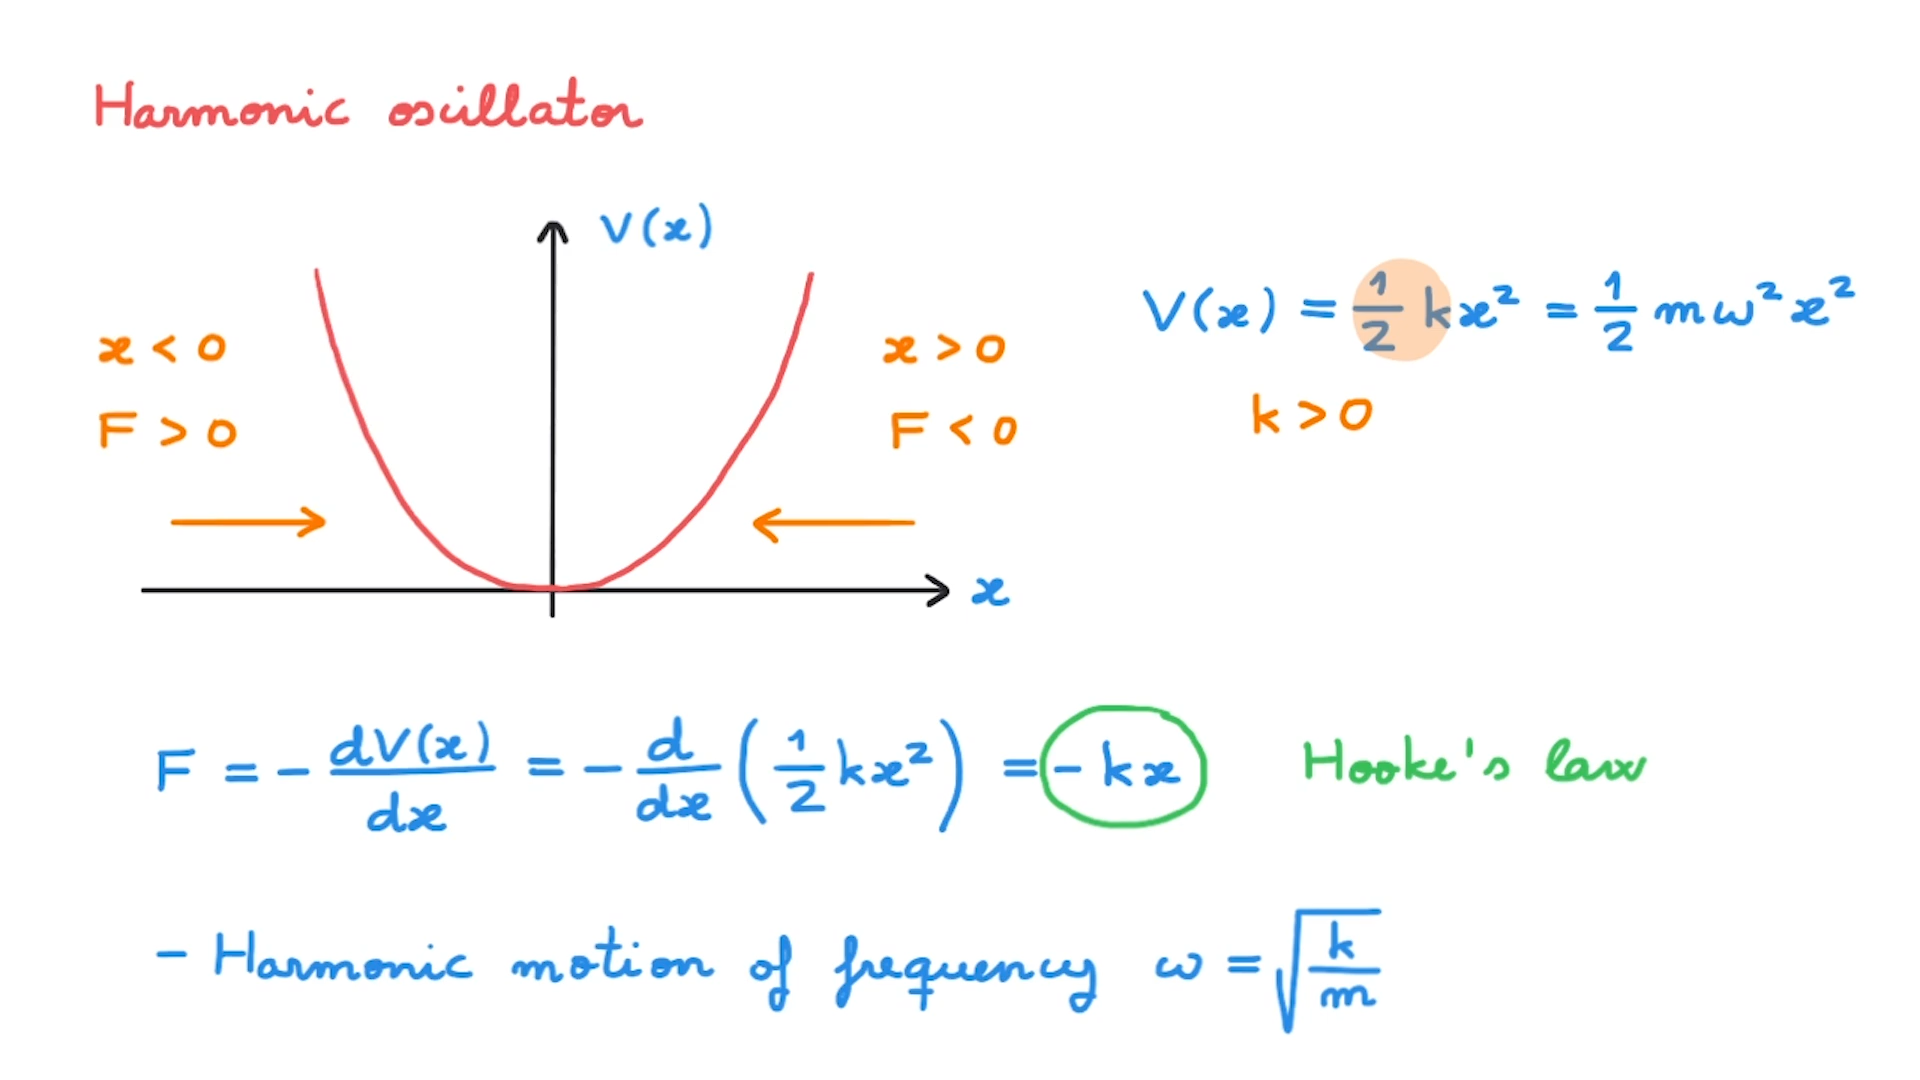 Harmonic oscillator
V(x)
x < 0
F > 0
x > 0
F < 0
x
V(x) = 1/2 kx² = 1/2 mω²x²
k > 0
F = - dV(x)/dx = - d/dx (1/2 kx²) = - kx
Hooke's law
- Harmonic motion of frequency ω = √(k/m)